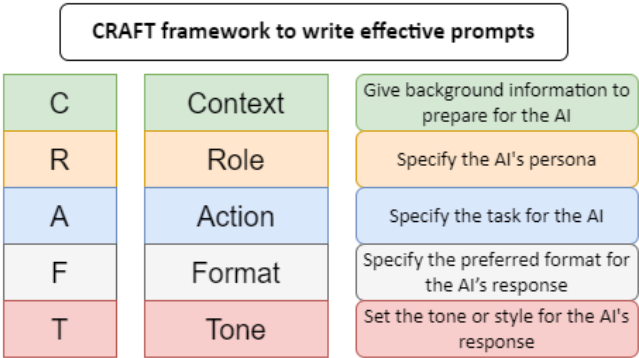 CRAFT framework to write effective prompts
C
Context
Give background information to
prepare for the AI
R
Role
Specify the AI's persona
A
Action
Specify the task for the AI
F
Format
Specify the preferred format for
the AI’s response
T
Tone
Set the tone or style for the AI's
response